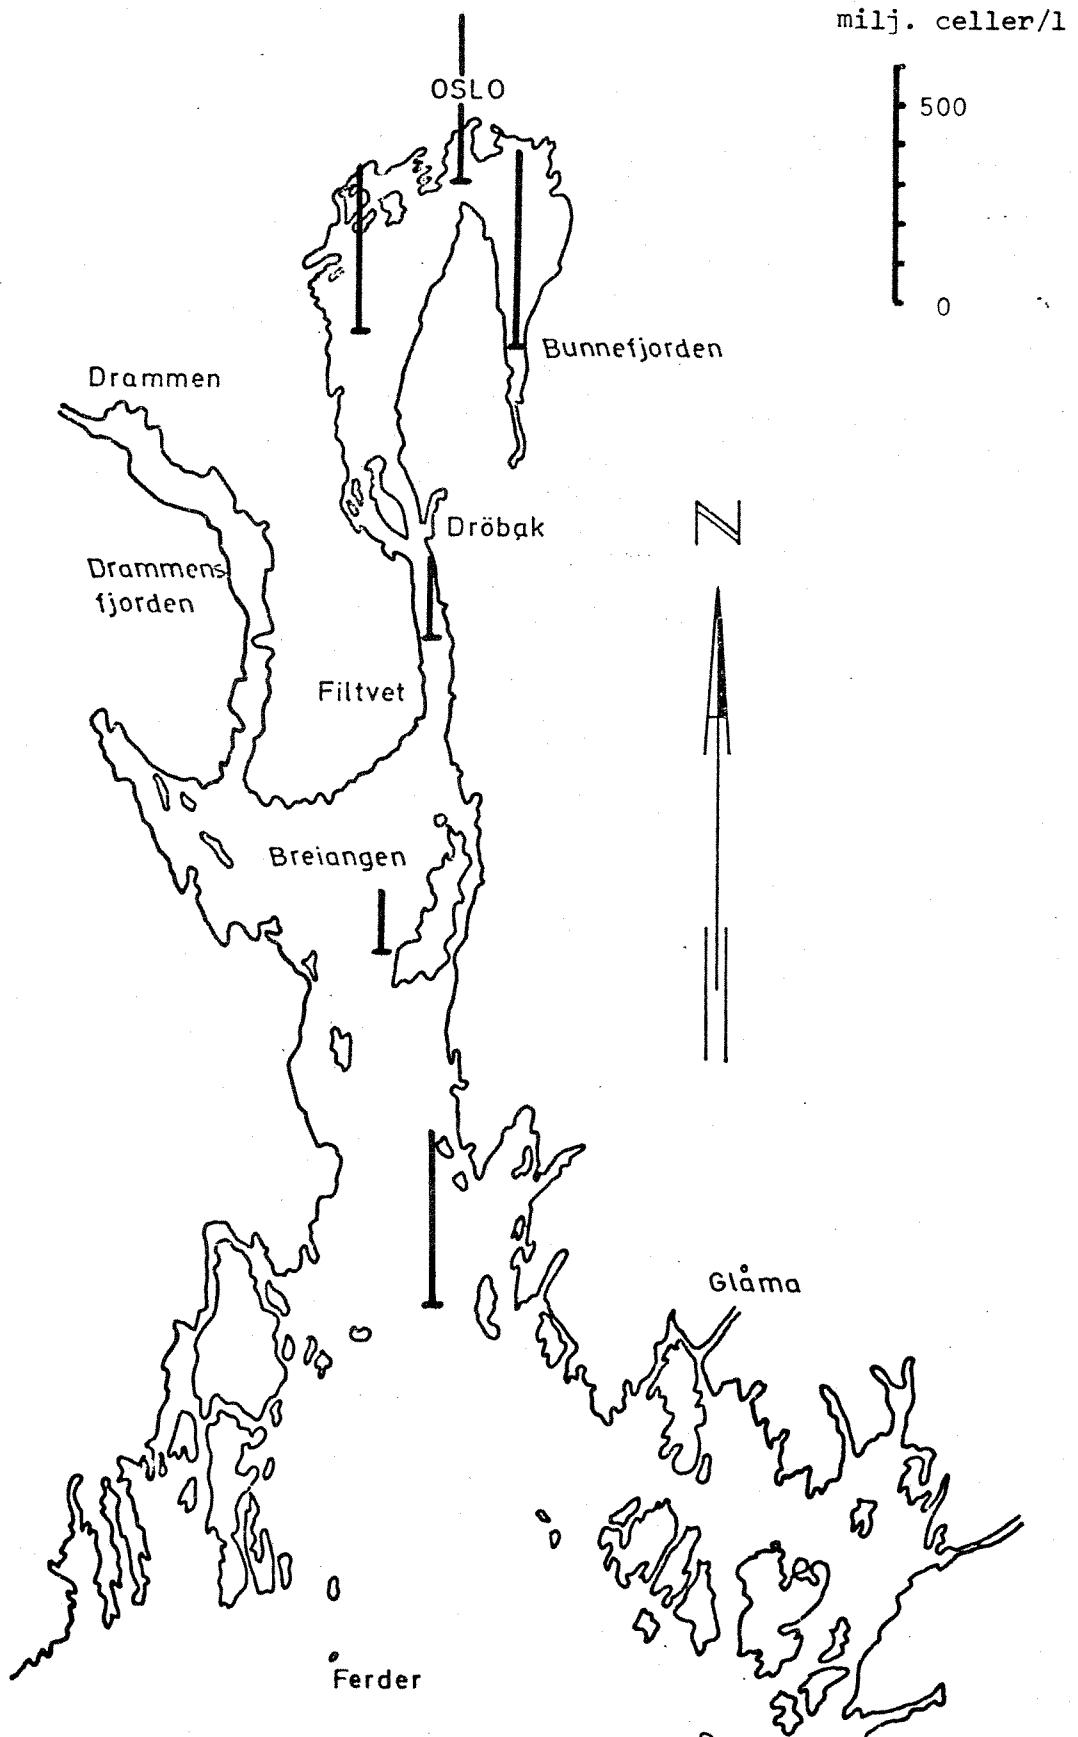 milj. celler/l
OSLO
500
0
Bunnefjorden
Drammen
Dröbak
Drammens
fjorden
Filtvet
Breiangen
N
Glåma
Ferder